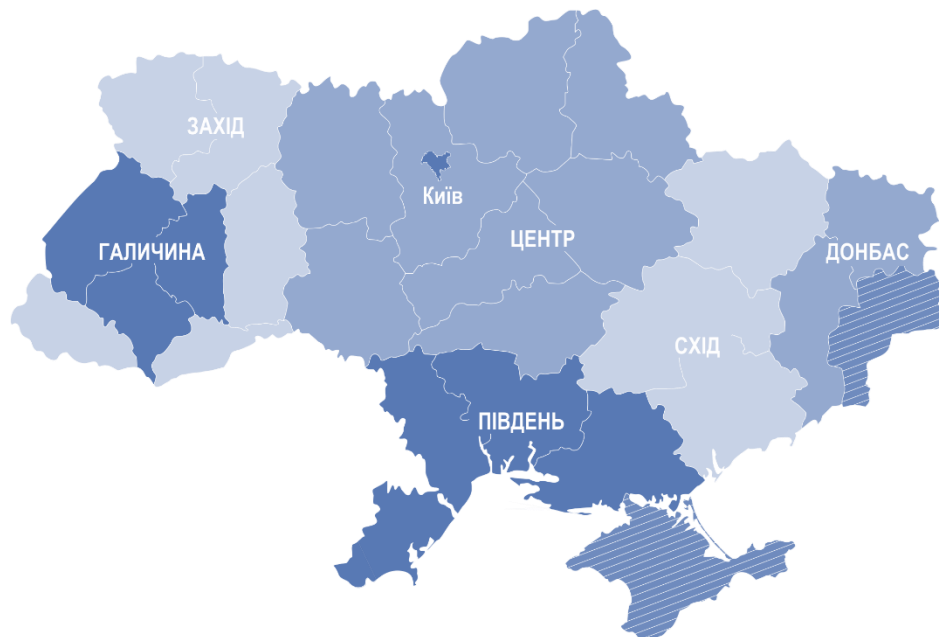 ЗАХІД
Київ
ЦЕНТР
ГАЛИЧИНА
ДОНБАС
СХІД
ПІВДЕНЬ